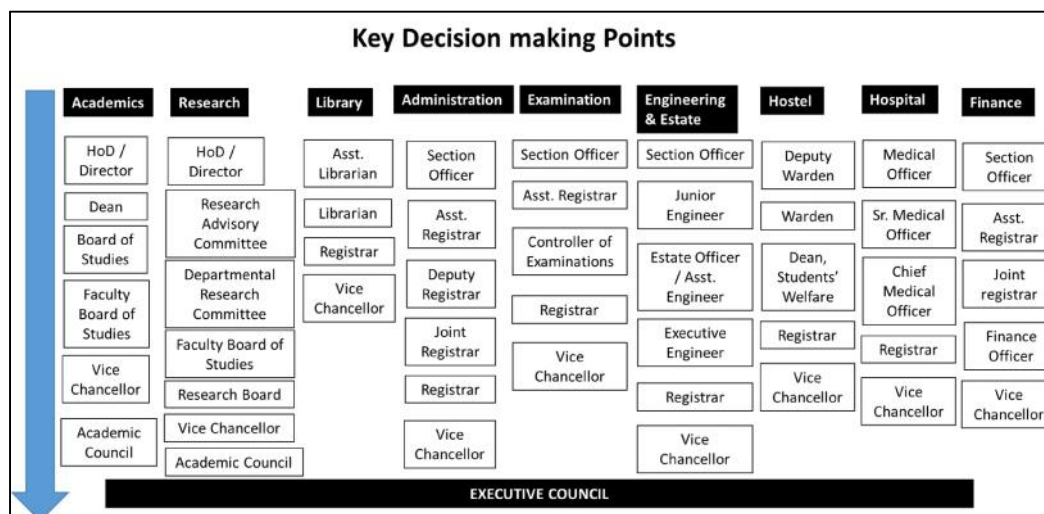 Key Decision making Points
Academics
HoD /
Director
Dean
Board of
Studies
Faculty
Board of
Studies
Vice
Chancellor
Academic
Council
Research
HoD /
Director
Research
Advisory
Committee
Departmental
Research
Committee
Faculty Board of
Studies
Research Board
Vice Chancellor
Academic Council
Library
Asst.
Librarian
Librarian
Registrar
Vice
Chancellor
Administration
Section
Officer
Asst.
Registrar
Deputy
Registrar
Joint
Registrar
Registrar
Vice
Chancellor
Examination
Section Officer
Asst. Registrar
Controller of
Examinations
Registrar
Vice
Chancellor
Engineering
& Estate
Section Officer
Junior
Engineer
Estate Officer
/ Asst.
Engineer
Executive
Engineer
Registrar
Vice
Chancellor
Hostel
Deputy
Warden
Warden
Dean,
Students’
Welfare
Registrar
Vice
Chancellor
Hospital
Medical
Officer
Sr. Medical
Officer
Chief
Medical
Officer
Registrar
Vice
Chancellor
Finance
Section
Officer
Asst.
Registrar
Joint
registrar
Finance
Officer
Vice
Chancellor
EXECUTIVE COUNCIL